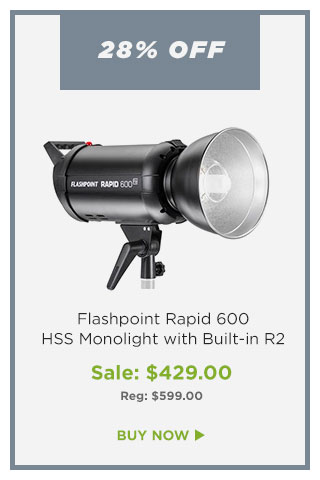 28% OFF
FLASHPOINT RAPID 600
Flashpoint Rapid 600
HSS Monolight with Built-in R2
Sale: $429.00
Reg: $599.00
BUY NOW